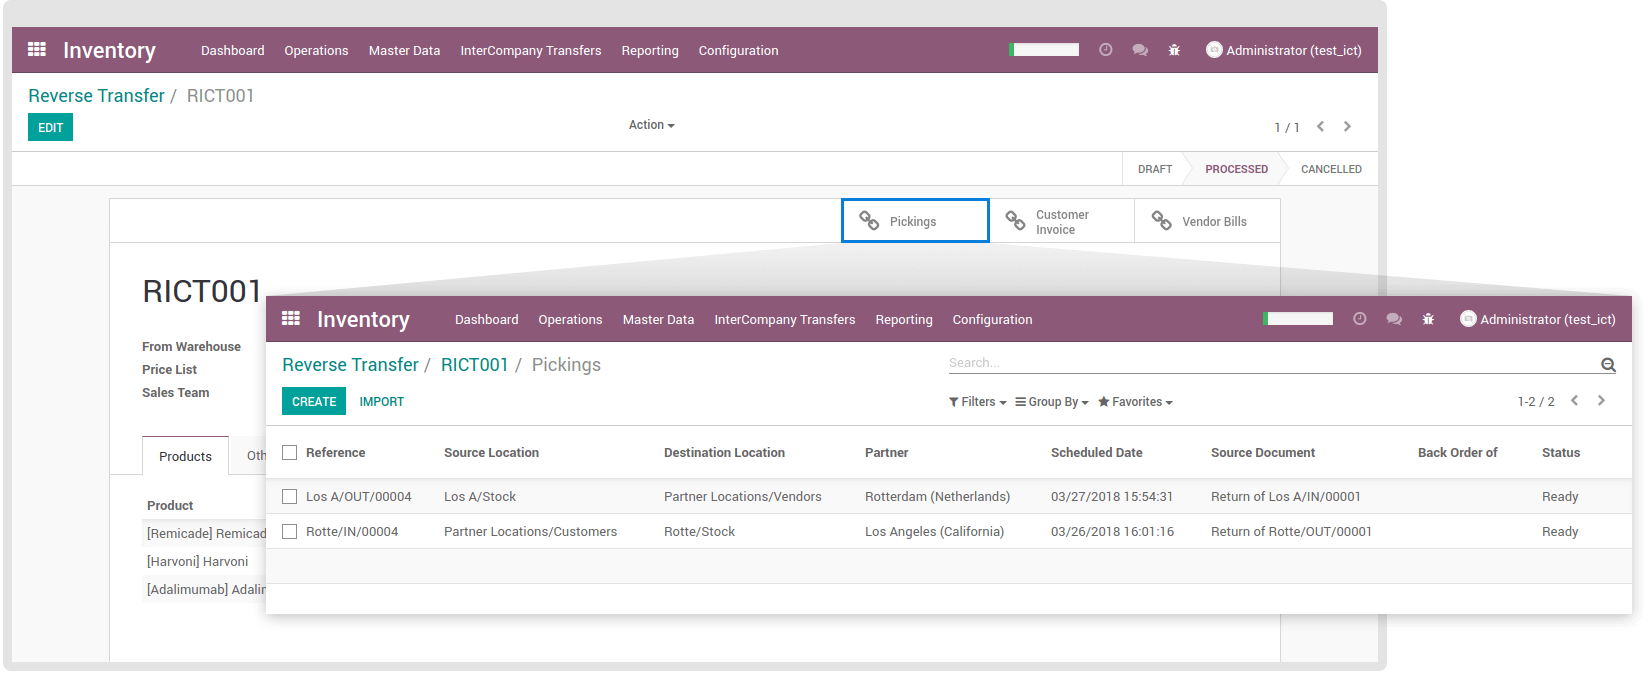 Inventory Dashboard Operations Master Data InterCompany Transfers Reporting Configuration Administrator (test_ict)
Reverse Transfer / RICT001
EDIT Action 1 / 1
DRAFT PROCESSED CANCELLED
Pickings Customer Invoice Vendor Bills
RICT001
From Warehouse
Price List
Sales Team
Products Oth
Product
[Remicade] Remicad
[Harvoni] Harvoni
[Adalimumab] Adalin
Inventory Dashboard Operations Master Data InterCompany Transfers Reporting Configuration Administrator (test_ict)
Reverse Transfer / RICT001 / Pickings Search...
CREATE IMPORT Filters Group By Favorites 1-2 / 2
Reference Source Location Destination Location Partner Scheduled Date Source Document Back Order of Status
Los A/OUT/00004 Los A/Stock Partner Locations/Vendors Rotterdam (Netherlands) 03/27/2018 15:54:31 Return of Los A/IN/00001 Ready
Rotte/IN/00004 Partner Locations/Customers Rotte/Stock Los Angeles (California) 03/26/2018 16:01:16 Return of Rotte/OUT/00001 Ready